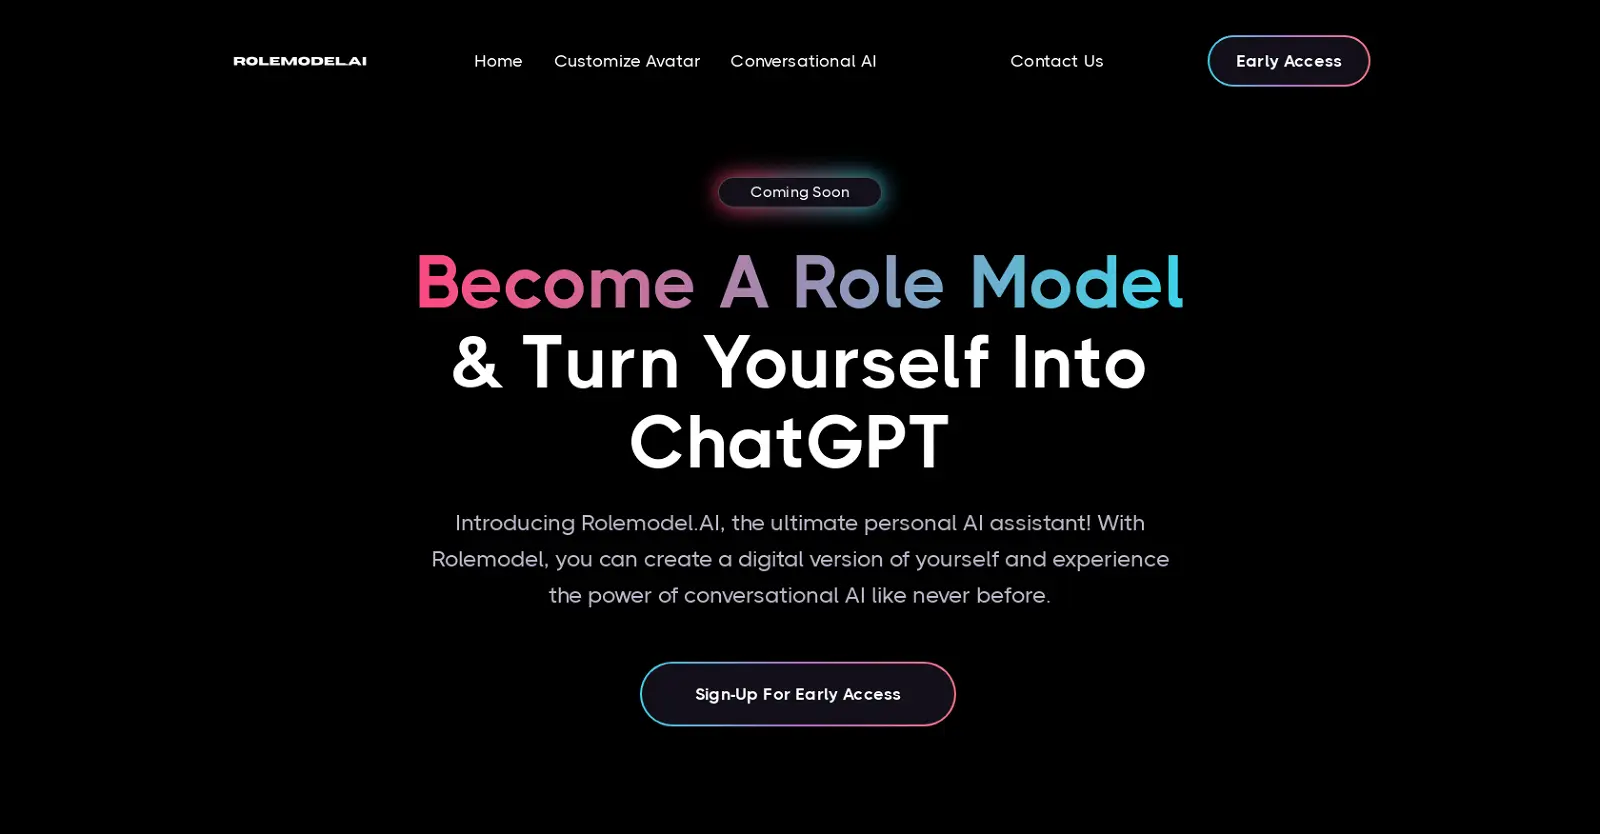 ROLEMODEL.AI
Home
Customize Avatar
Conversational AI
Contact Us
Early Access
Coming Soon
Become A Role Model
& Turn Yourself Into
ChatGPT
Introducing Rolemodel.AI, the ultimate personal AI assistant! With
Rolemodel, you can create a digital version of yourself and experience
the power of conversational AI like never before.
Sign-Up For Early Access